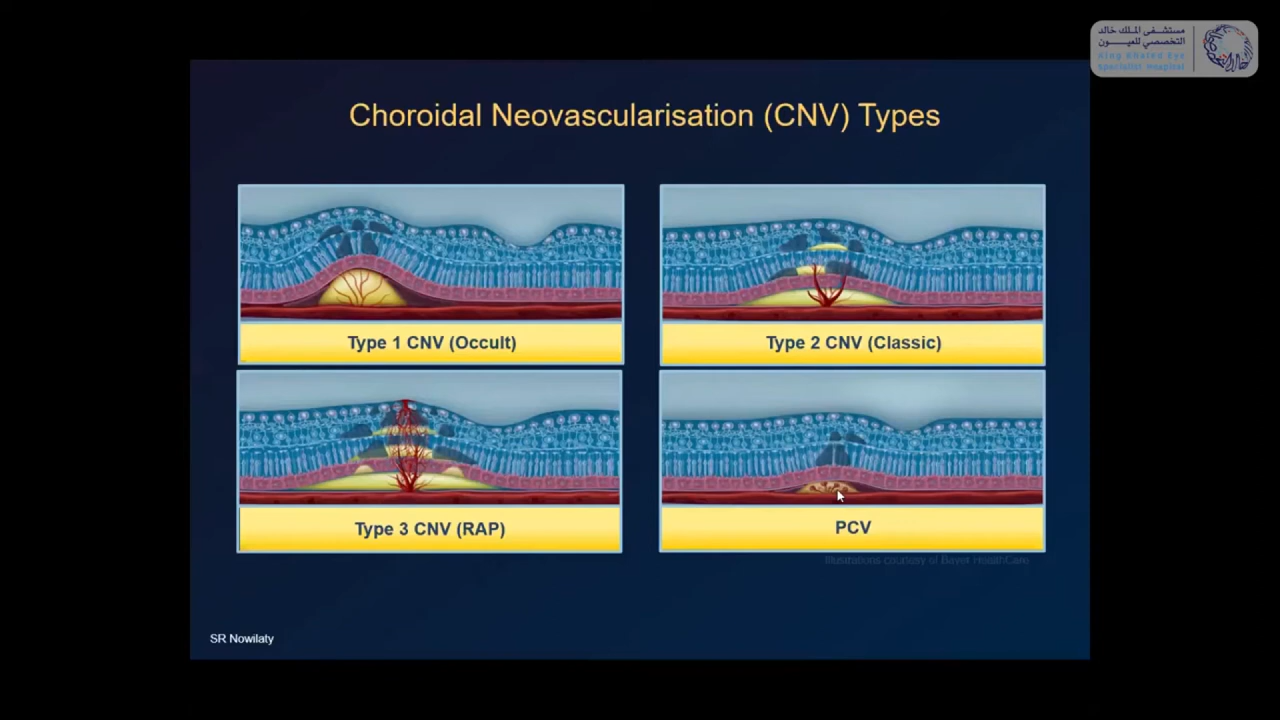 مستشفى الملك خالد
التخصصي للعيـــــون
King Khaled Eye
Specialist Hospital
Choroidal Neovascularisation (CNV) Types
Type 1 CNV (Occult)
Type 2 CNV (Classic)
Type 3 CNV (RAP)
PCV
Illustrations courtesy of Bayer HealthCare
SR Nowilaty